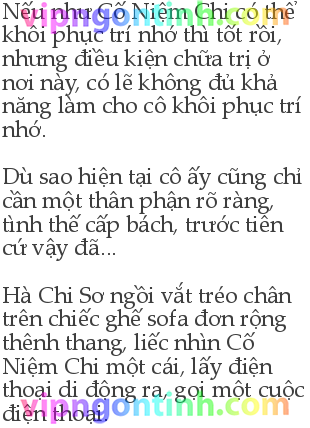 Nếu như Cố Niệm Chi có thể
khôi phục trí nhớ thì tốt rồi,
nhưng điều kiện chữa trị ở
nơi này, có lẽ không đủ khả
năng làm cho cô khôi phục trí
nhớ.
Dù sao hiện tại cô ấy cũng chỉ
cần một thân phận rõ ràng,
tình thế cấp bách, trước tiên
cứ vậy đã...
Hà Chi Sơ ngồi vắt tréo chân
trên chiếc ghế sofa đơn rộng
thênh thang, liếc nhìn Cố
Niệm Chi một cái, lấy điện
thoại di động ra, gọi một cuộc
điện thoại.
vipngontinh.com
vipngontinh.com